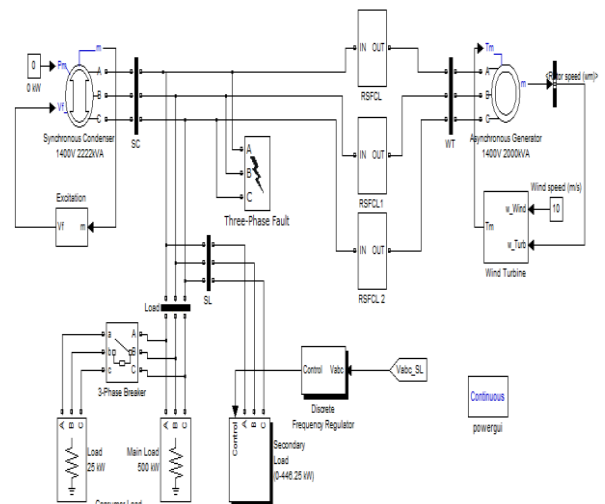 0
0 kW
Pm
Vf
m
A
B
C
Synchronous Condenser
1400V 2222kVA
SC
Excitation
Vf
m
A
B
C
Three-Phase Fault
IN OUT
RSFCL
IN OUT
RSFCL1
IN OUT
RSFCL 2
WT
Tm
A
B
C
m
Asynchronous Generator
1400V 2000kVA
<Rotor speed (wm)>
Wind speed (m/s)
10
w_Wind
Tm
w_Turb
Wind Turbine
SL
Load
a
b
c
A
B
C
3-Phase Breaker
A
B
C
Load
25 kW
A
B
C
Main Load
500 kW
Control
A
B
C
Secondary
Load
(0-446.25 kW)
Control Vabc
Discrete
Frequency Regulator
Vabc_SL
Continuous
powergui
Consumer Load